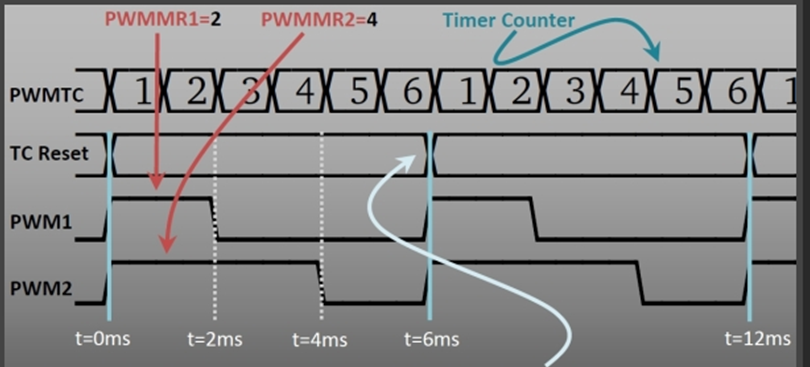 PWMMR1=2 PWMMR2=4 Timer Counter
PWMTC 1 2 3 4 5 6 1 2 3 4 5 6 1
TC Reset
PWM1
PWM2
t=0ms t=2ms t=4ms t=6ms t=12ms